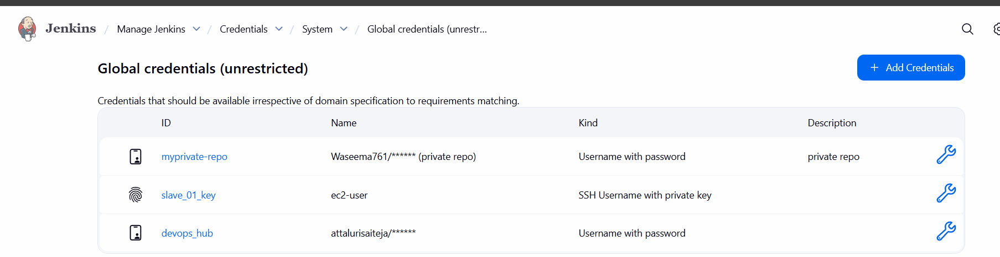 Jenkins / Manage Jenkins / Credentials / System / Global credentials (unrestr...
Global credentials (unrestricted)
+ Add Credentials
Credentials that should be available irrespective of domain specification to requirements matching.
ID Name Kind Description
myprivate-repo Waseema761/****** (private repo) Username with password private repo
slave_01_key ec2-user SSH Username with private key
devops_hub attalurisaiteja/****** Username with password